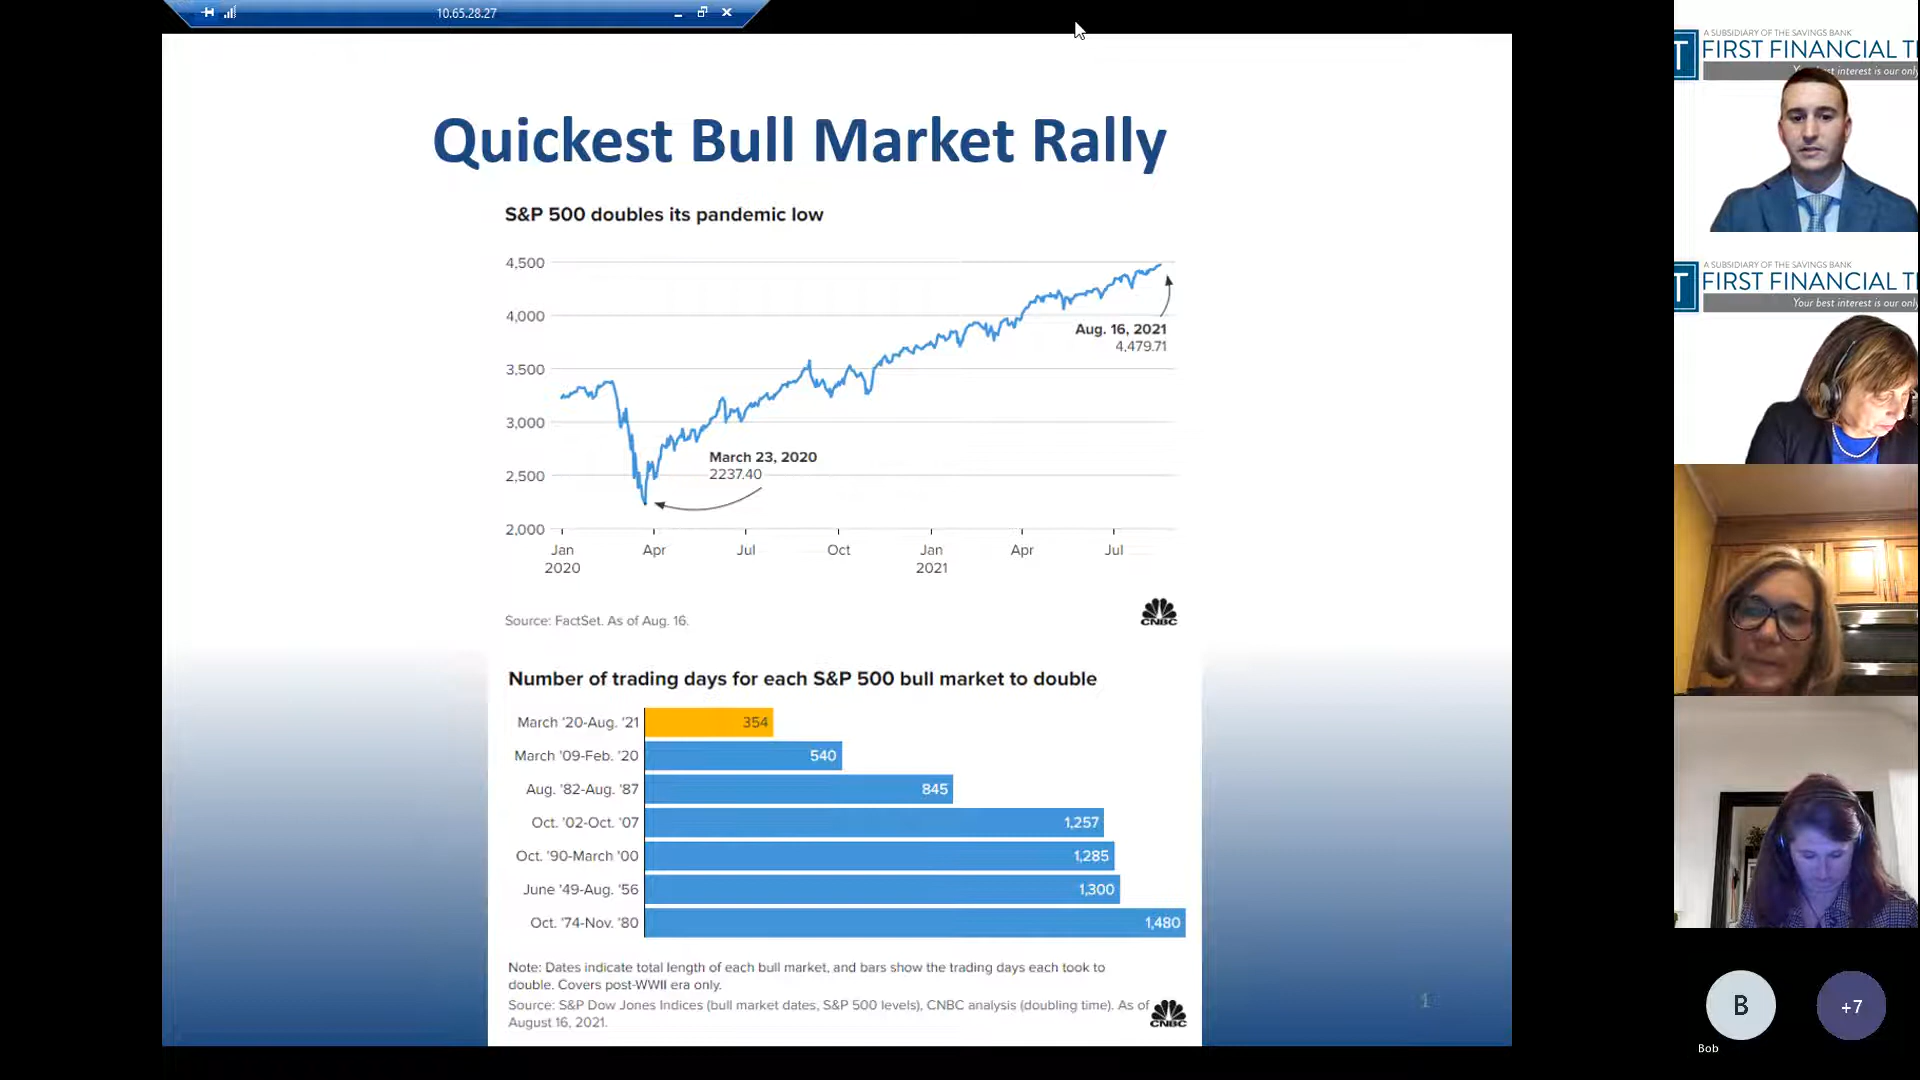 10.65.28.27
Quickest Bull Market Rally
S&P 500 doubles its pandemic low
4,500
4,000
3,500
3,000
2,500
2,000
Aug. 16, 2021
4,479.71
March 23, 2020
2237.40
Jan Apr Jul Oct Jan Apr Jul
2020 2021
Source: FactSet. As of Aug. 16.
CNBC
Number of trading days for each S&P 500 bull market to double
March '20-Aug. '21 354
March '09-Feb. '20 540
Aug. '82-Aug. '87 845
Oct. '02-Oct. '07 1,257
Oct. '90-March '00 1,285
June '49-Aug. '56 1,300
Oct. '74-Nov. '80 1,480
Note: Dates indicate total length of each bull market, and bars show the trading days each took to
double. Covers post-WWII era only.
Source: S&P Dow Jones Indices (bull market dates, S&P 500 levels), CNBC analysis (doubling time). As of
August 16, 2021.
CNBC
A SUBSIDIARY OF THE SAVINGS BANK
FIRST FINANCIAL T
interest is our only
A SUBSIDIARY OF THE SAVINGS BANK
FIRST FINANCIAL T
Your best interest is our only
B
Bob
+7